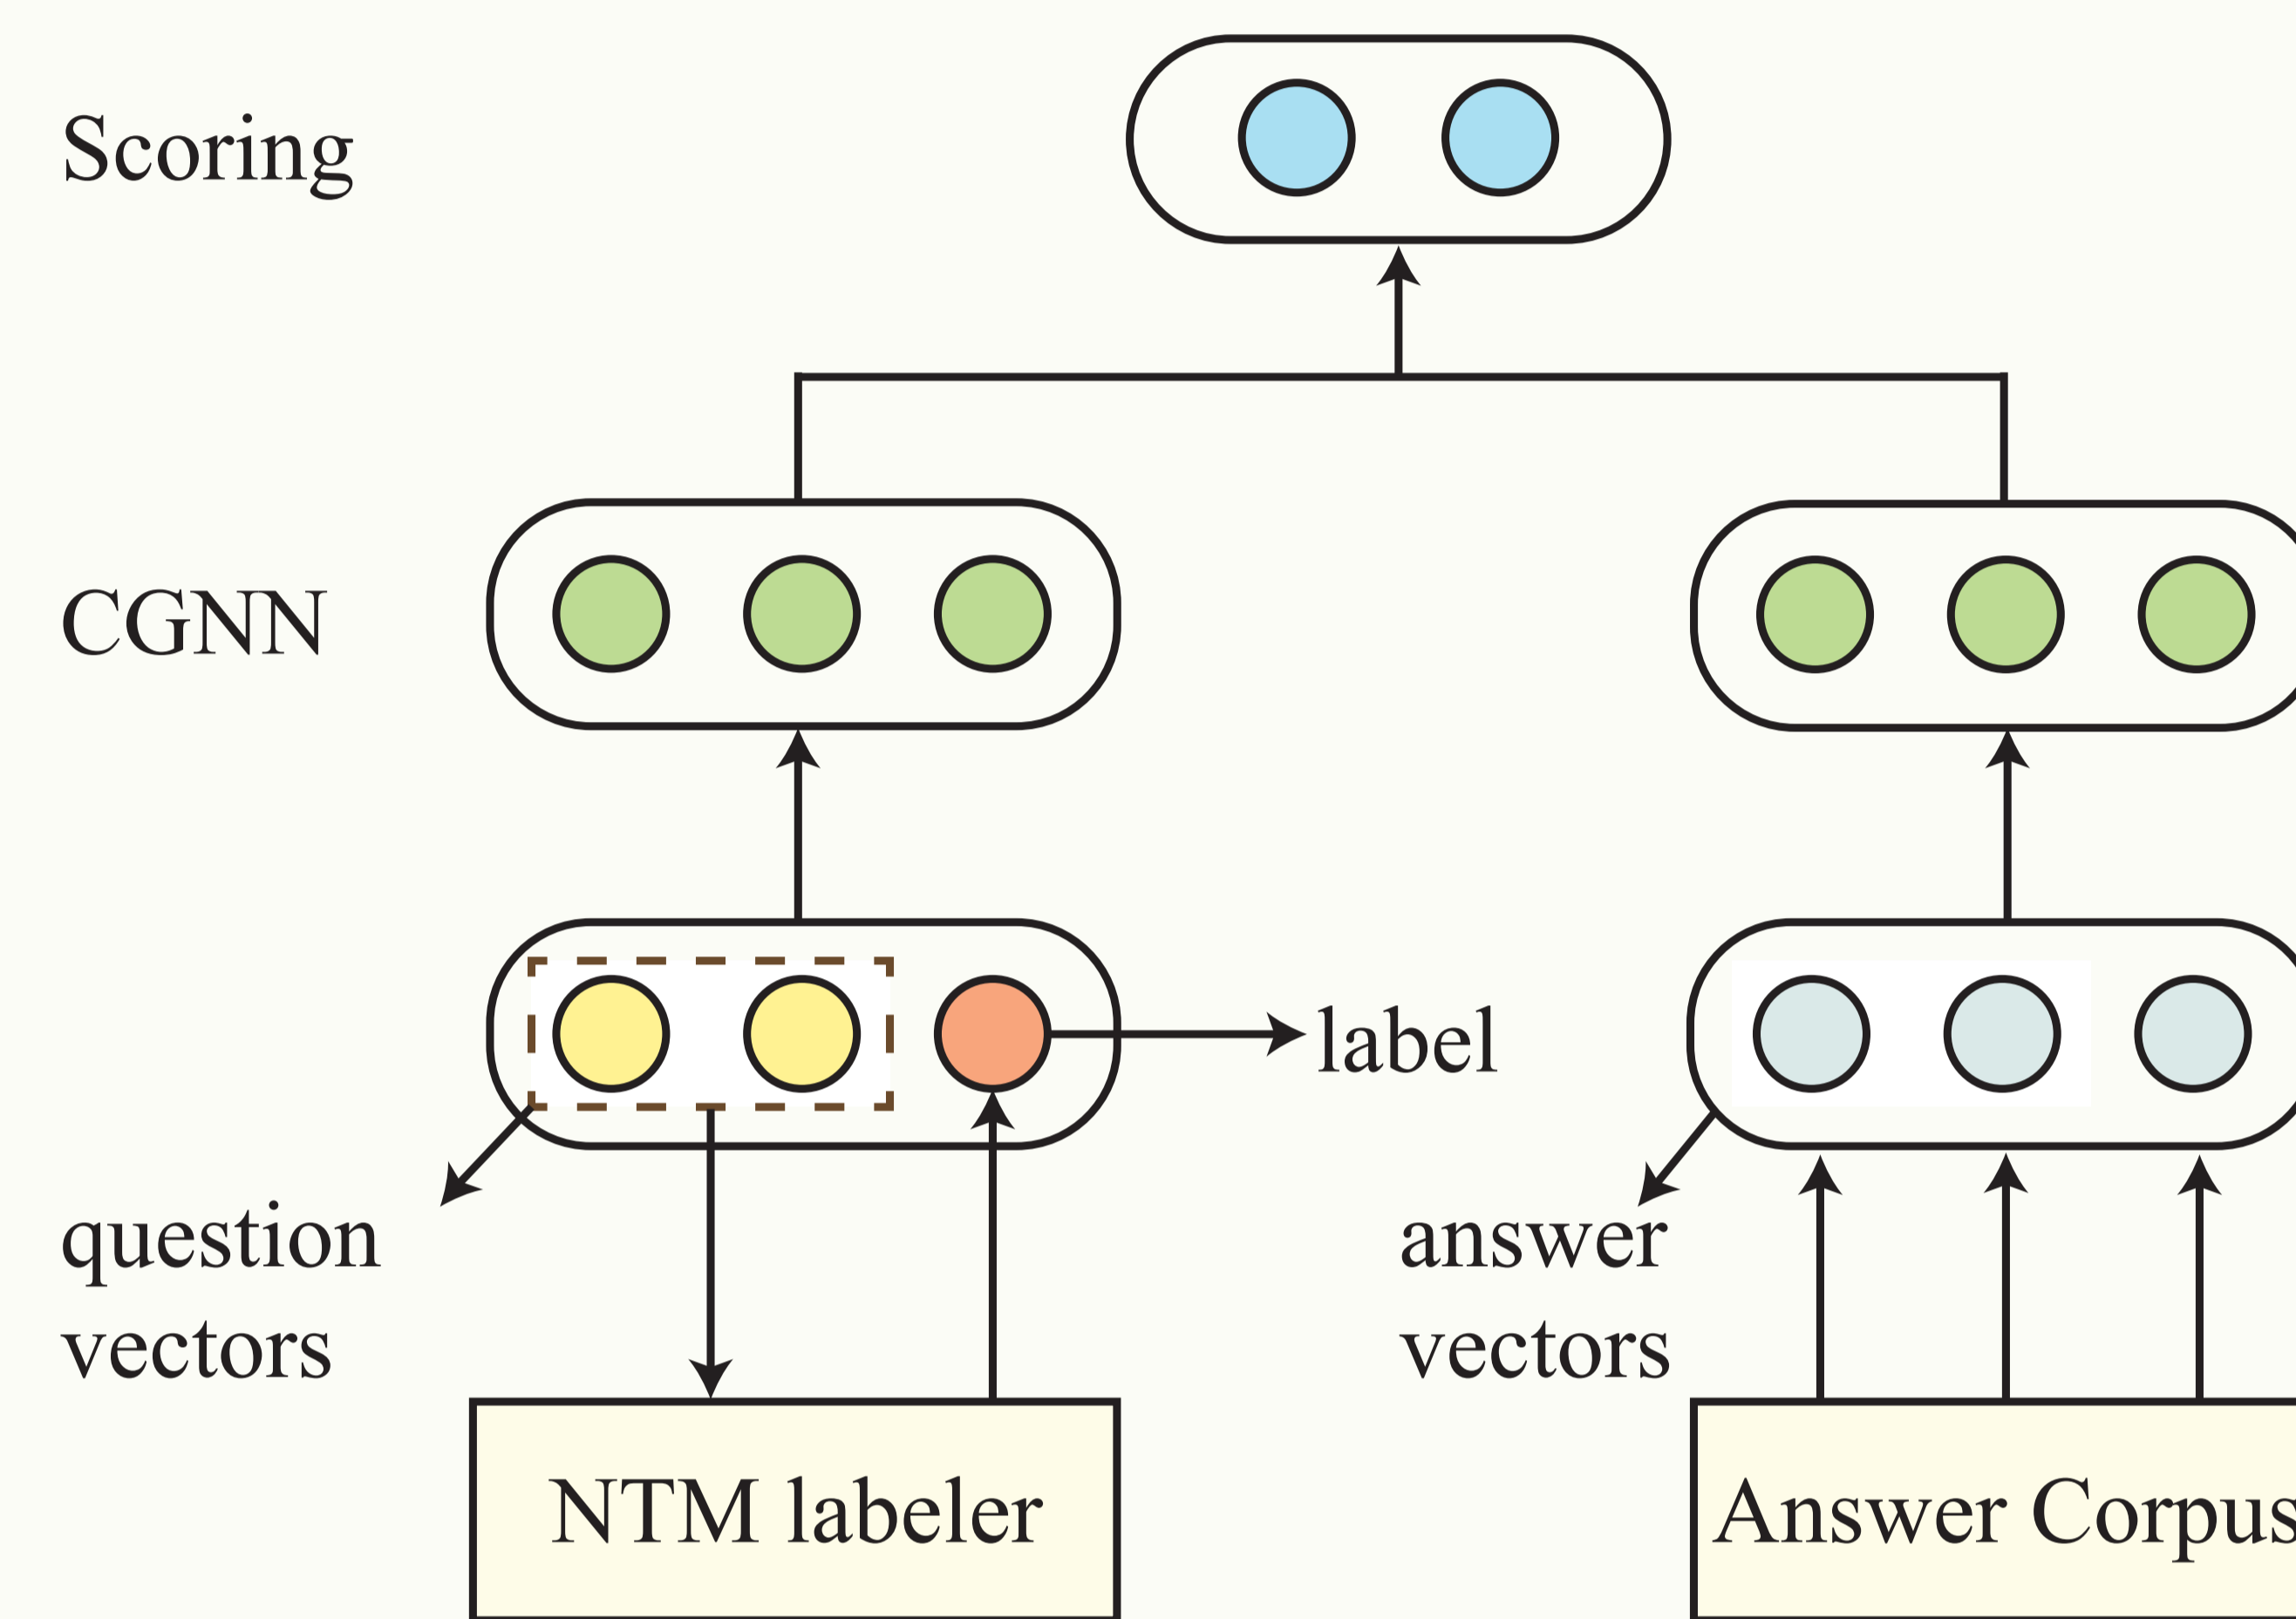 Scoring
CGNN
label
question
vectors
answer
vectors
NTM labeler
Answer Corpus